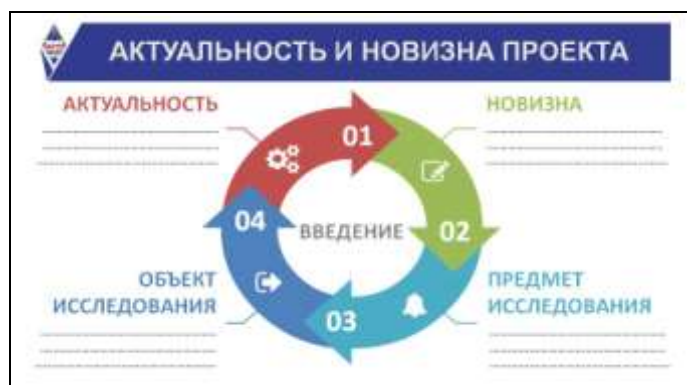 АКТУАЛЬНОСТЬ И НОВИЗНА ПРОЕКТА
АКТУАЛЬНОСТЬ
НОВИЗНА
01
02
03
04
ВВЕДЕНИЕ
ОБЪЕКТ
ИССЛЕДОВАНИЯ
ПРЕДМЕТ
ИССЛЕДОВАНИЯ